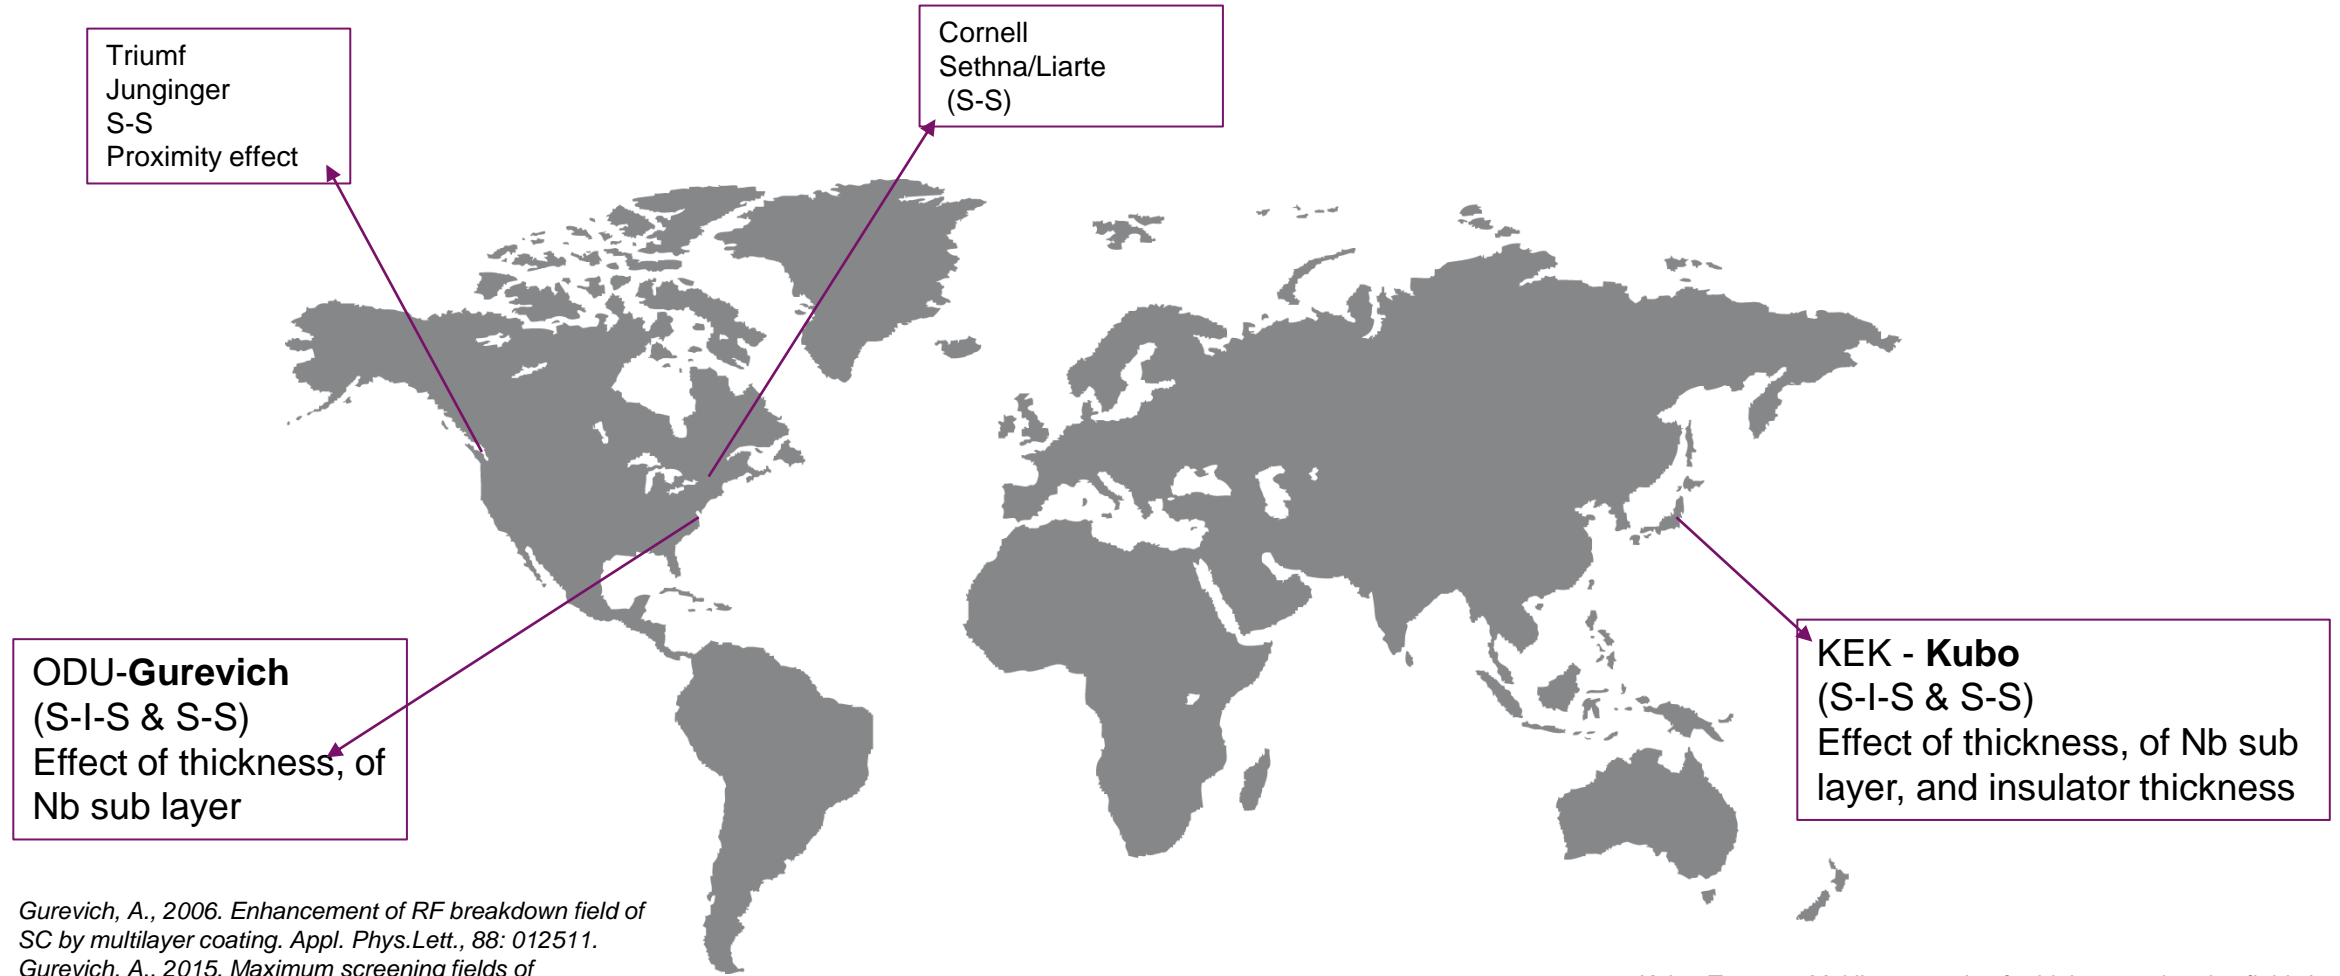 Triumf
Junginger
S-S
Proximity effect
Cornell
Sethna/Liarte
(S-S)
ODU-Gurevich
(S-I-S & S-S)
Effect of thickness, of
Nb sub layer
KEK - Kubo
(S-I-S & S-S)
Effect of thickness, of Nb sub
layer, and insulator thickness
Gurevich, A., 2006. Enhancement of RF breakdown field of
SC by multilayer coating. Appl. Phys.Lett., 88: 012511.
Gurevich, A., 2015. Maximum screening fields of